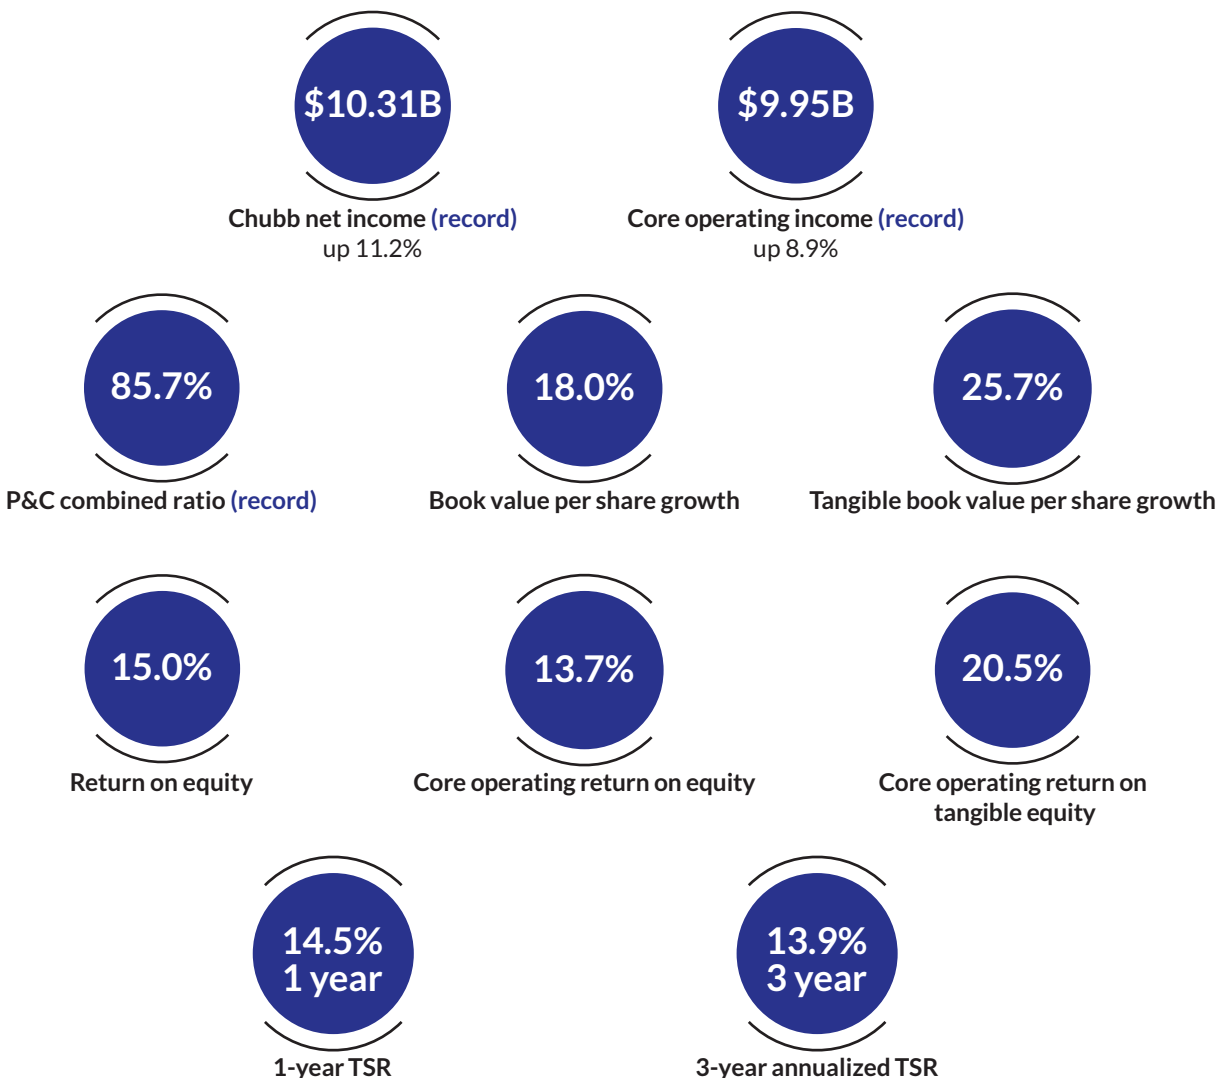 $10.31B
$9.95B
Chubb net income (record)
up 11.2%
Core operating income (record)
up 8.9%
85.7%
18.0%
25.7%
P&C combined ratio (record)
Book value per share growth
Tangible book value per share growth
15.0%
13.7%
20.5%
Return on equity
Core operating return on equity
Core operating return on
tangible equity
14.5%
1 year
13.9%
3 year
1-year TSR
3-year annualized TSR